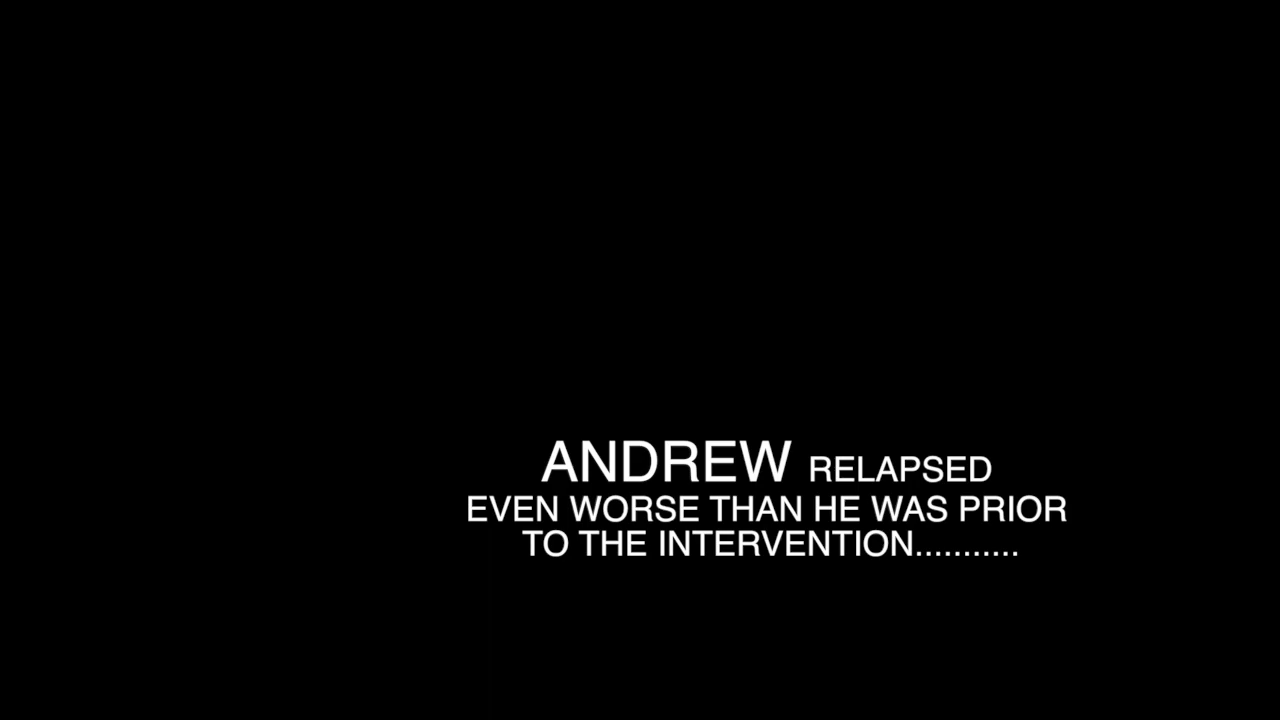 ANDREW RELAPSED
EVEN WORSE THAN HE WAS PRIOR
TO THE INTERVENTION...........